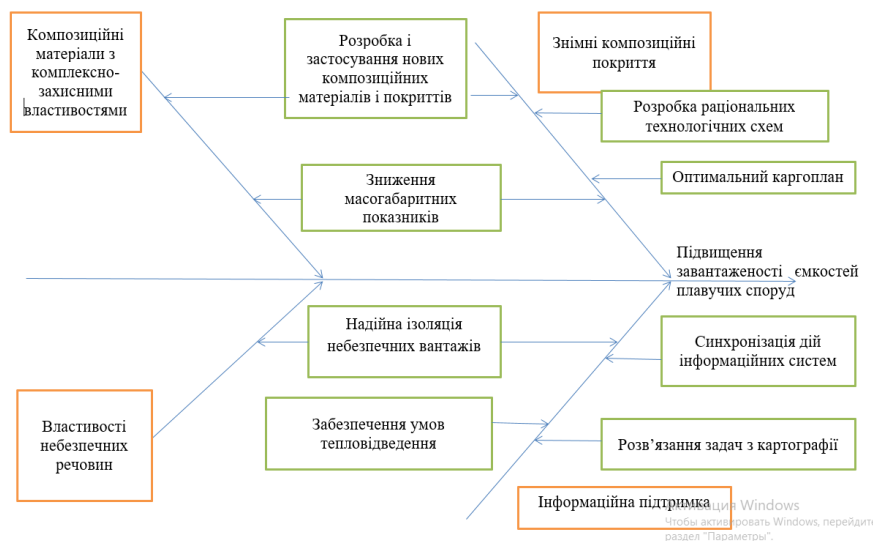 Композиційні
матеріали з
комплексно-
захисними
властивостями
Розробка і
застосування нових
композиційних
матеріалів і покриттів
Знімні композиційні
покриття
Розробка раціональних
технологічних схем
Зниження
масогабаритних
показників
Оптимальний каргоплан
Підвищення
завантаженості ємкостей
плавучих споруд
Надійна ізоляція
небезпечних вантажів
Синхронізація дій
інформаційних систем
Властивості
небезпечних
речовин
Забезпечення умов
тепловідведення
Розв’язання задач з картографії
Інформаційна підтримка
Активация Windows
Чтобы активировать Windows, перейдите
раздел "Параметры".